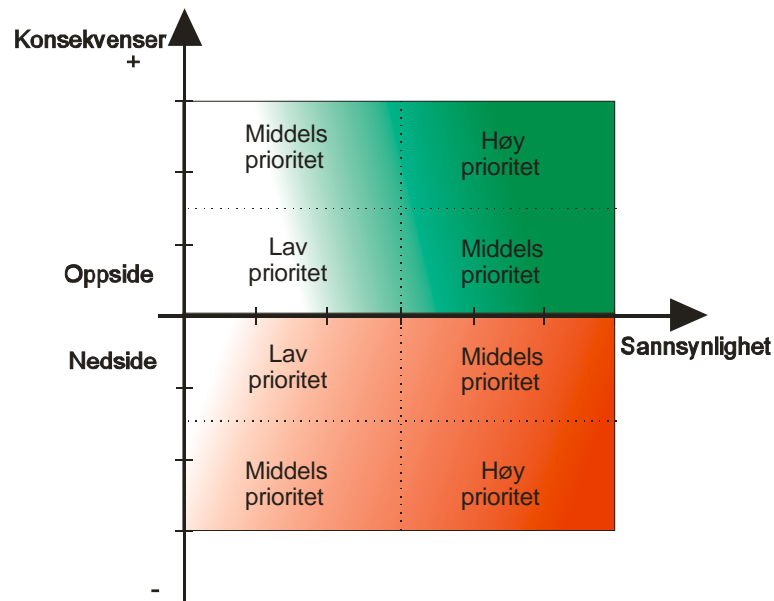 Konsekvenser
+
Middels
prioritet
Høy
prioritet
Oppside
Lav
prioritet
Middels
prioritet
Sannsynlighet
Nedside
Lav
prioritet
Middels
prioritet
Middels
prioritet
Høy
prioritet
-